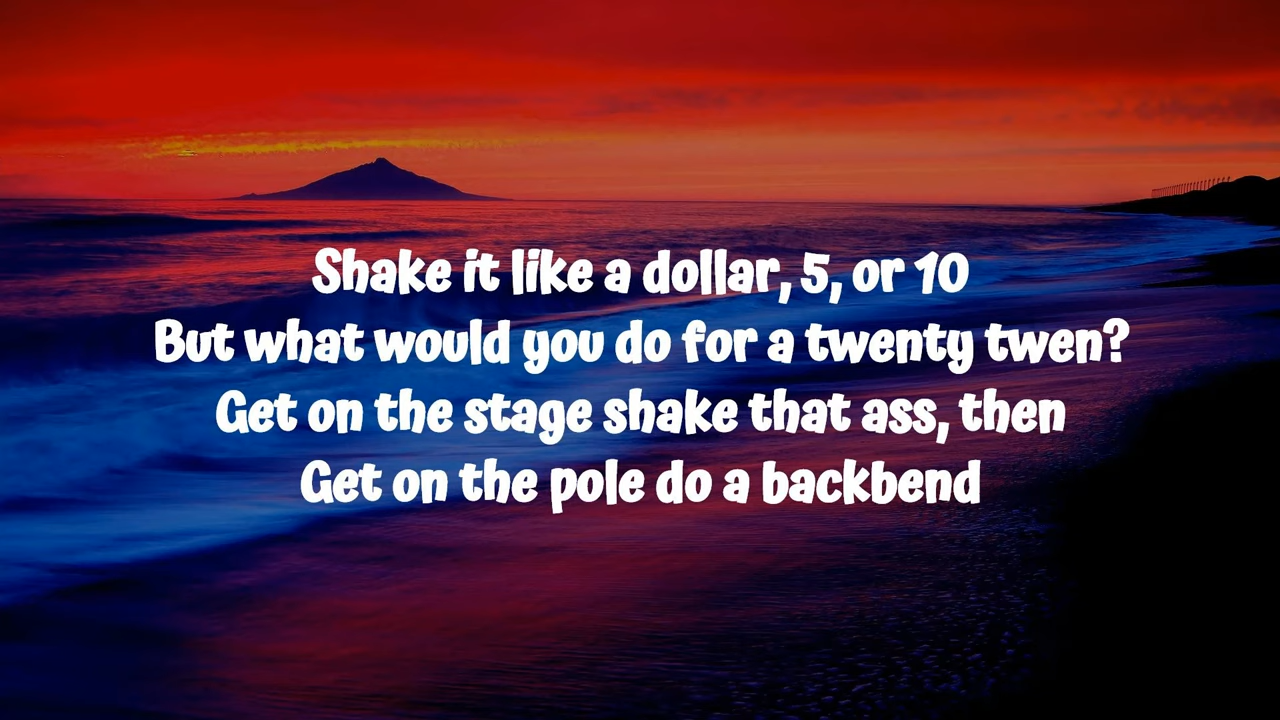 Shake it like a dollar, 5, or 10
But what would you do for a twenty twen?
Get on the stage shake that ass, then
Get on the pole do a backbend